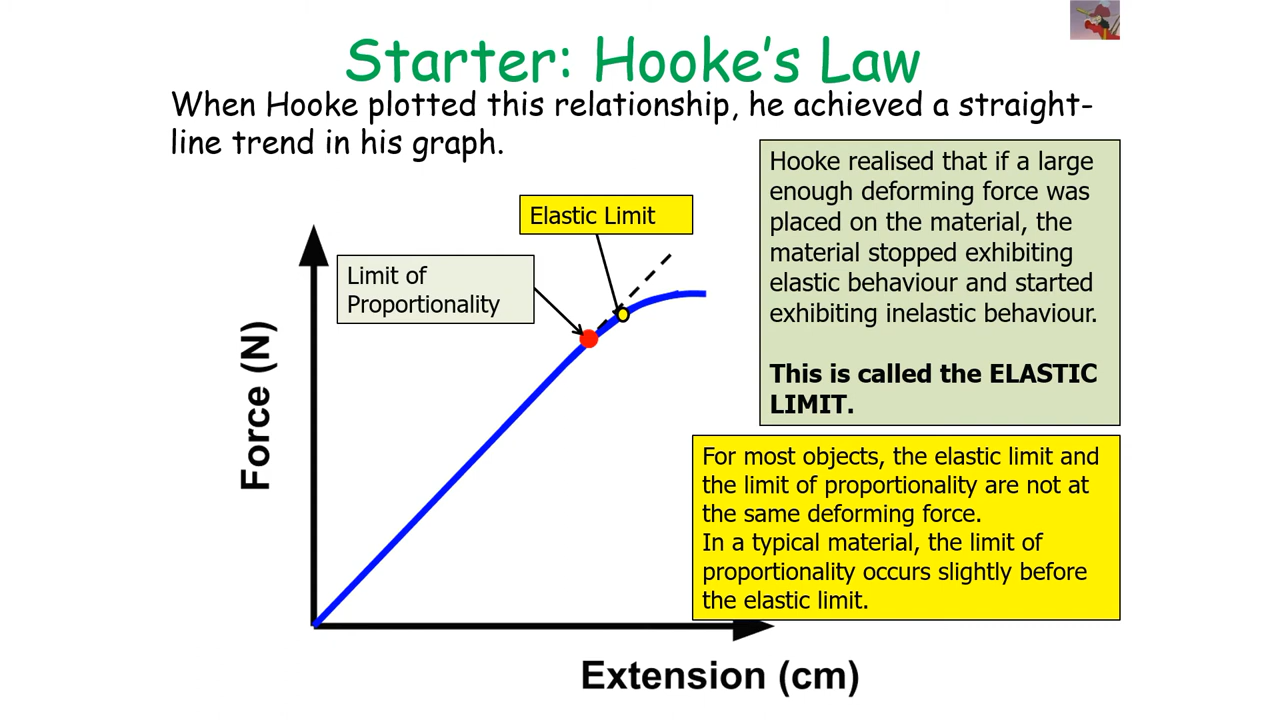 Starter: Hooke's Law
When Hooke plotted this relationship, he achieved a straight-
line trend in his graph.
Hooke realised that if a large
enough deforming force was
placed on the material, the
material stopped exhibiting
elastic behaviour and started
exhibiting inelastic behaviour.
This is called the ELASTIC
LIMIT.
Elastic Limit
Limit of
Proportionality
Force (N)
For most objects, the elastic limit and
the limit of proportionality are not at
the same deforming force.
In a typical material, the limit of
proportionality occurs slightly before
the elastic limit.
Extension (cm)